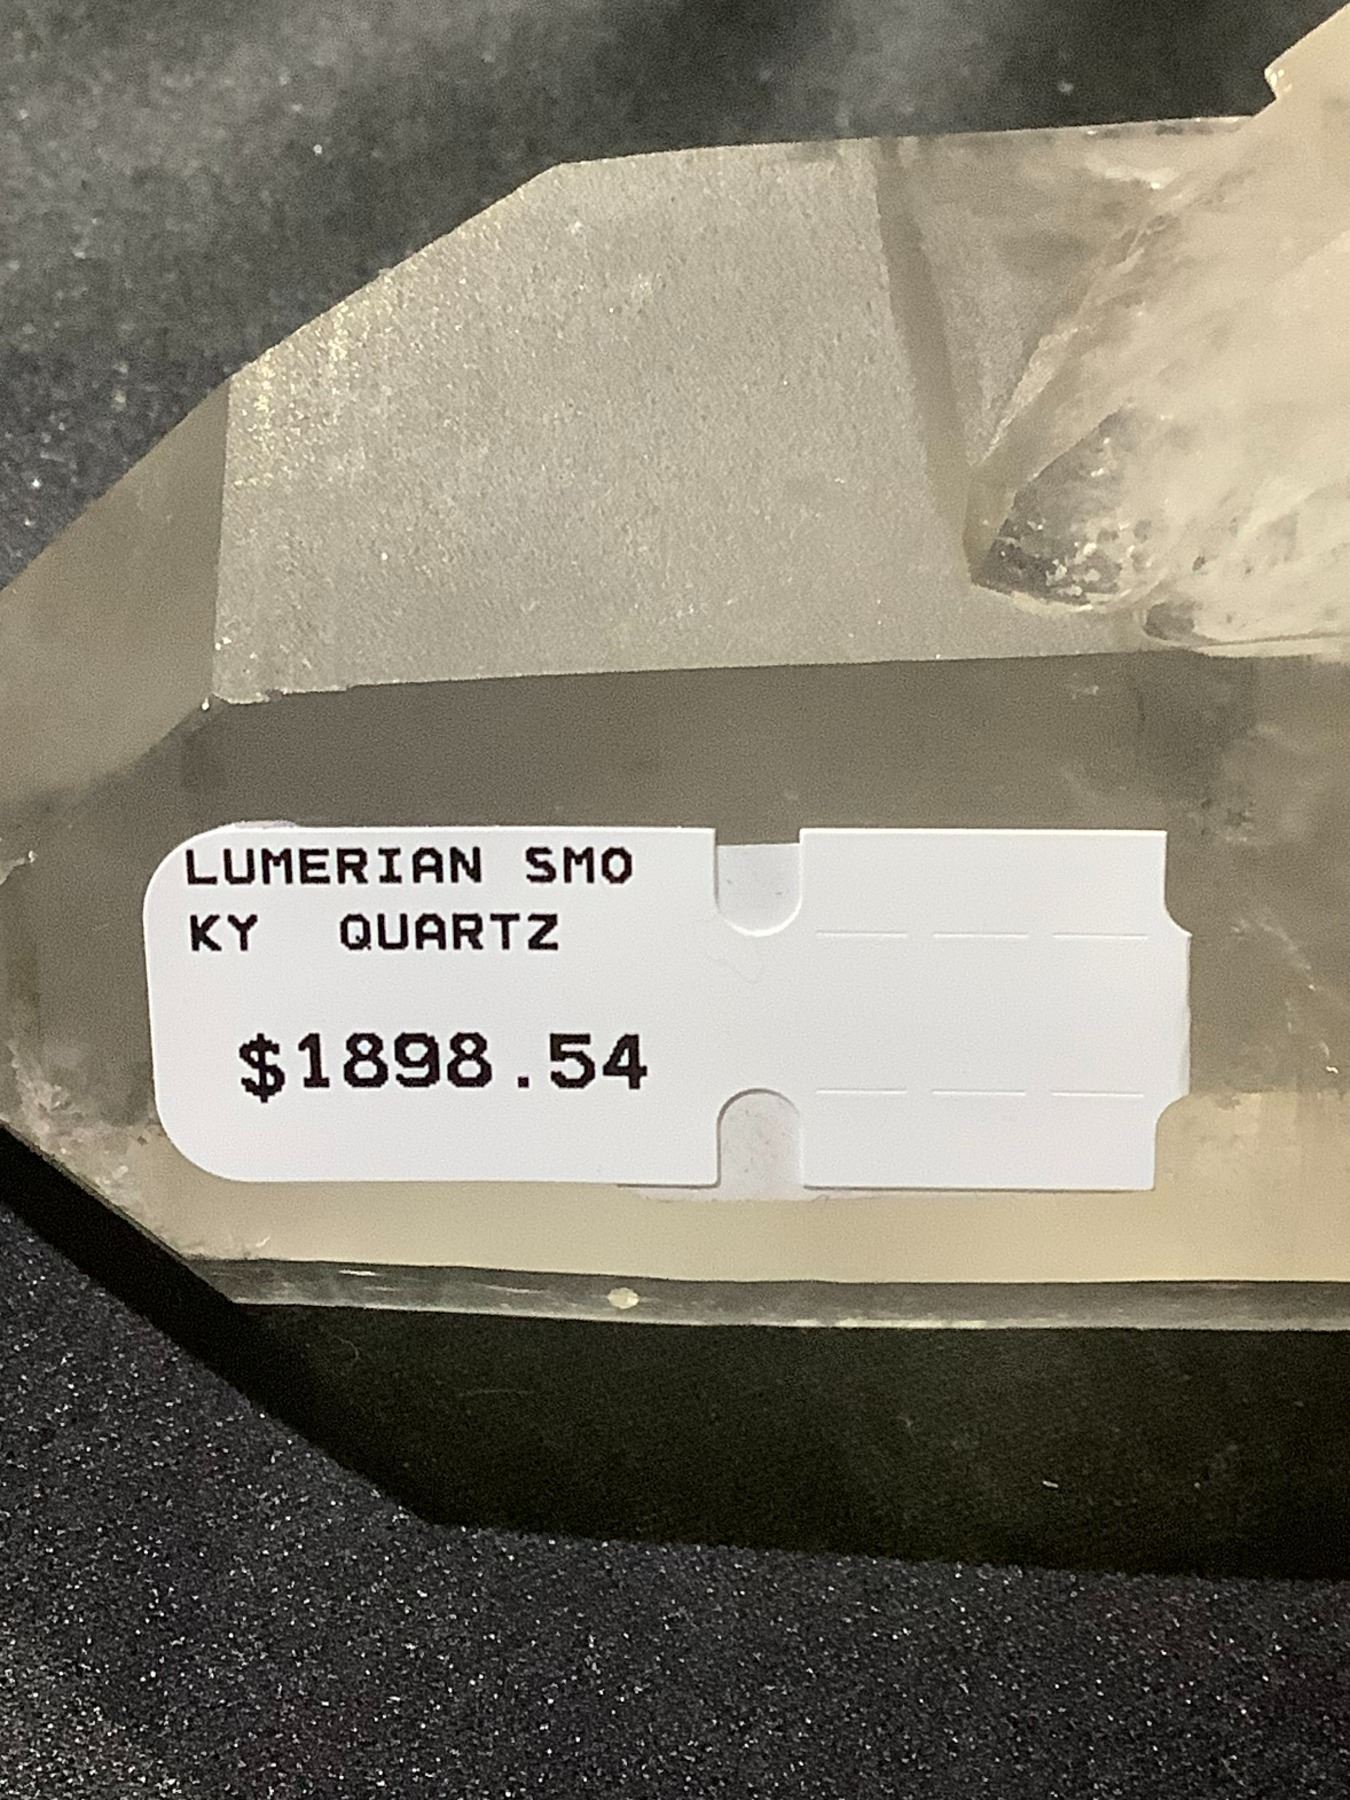 LUMERIAN SMO
KY  QUARTZ
$1898.54